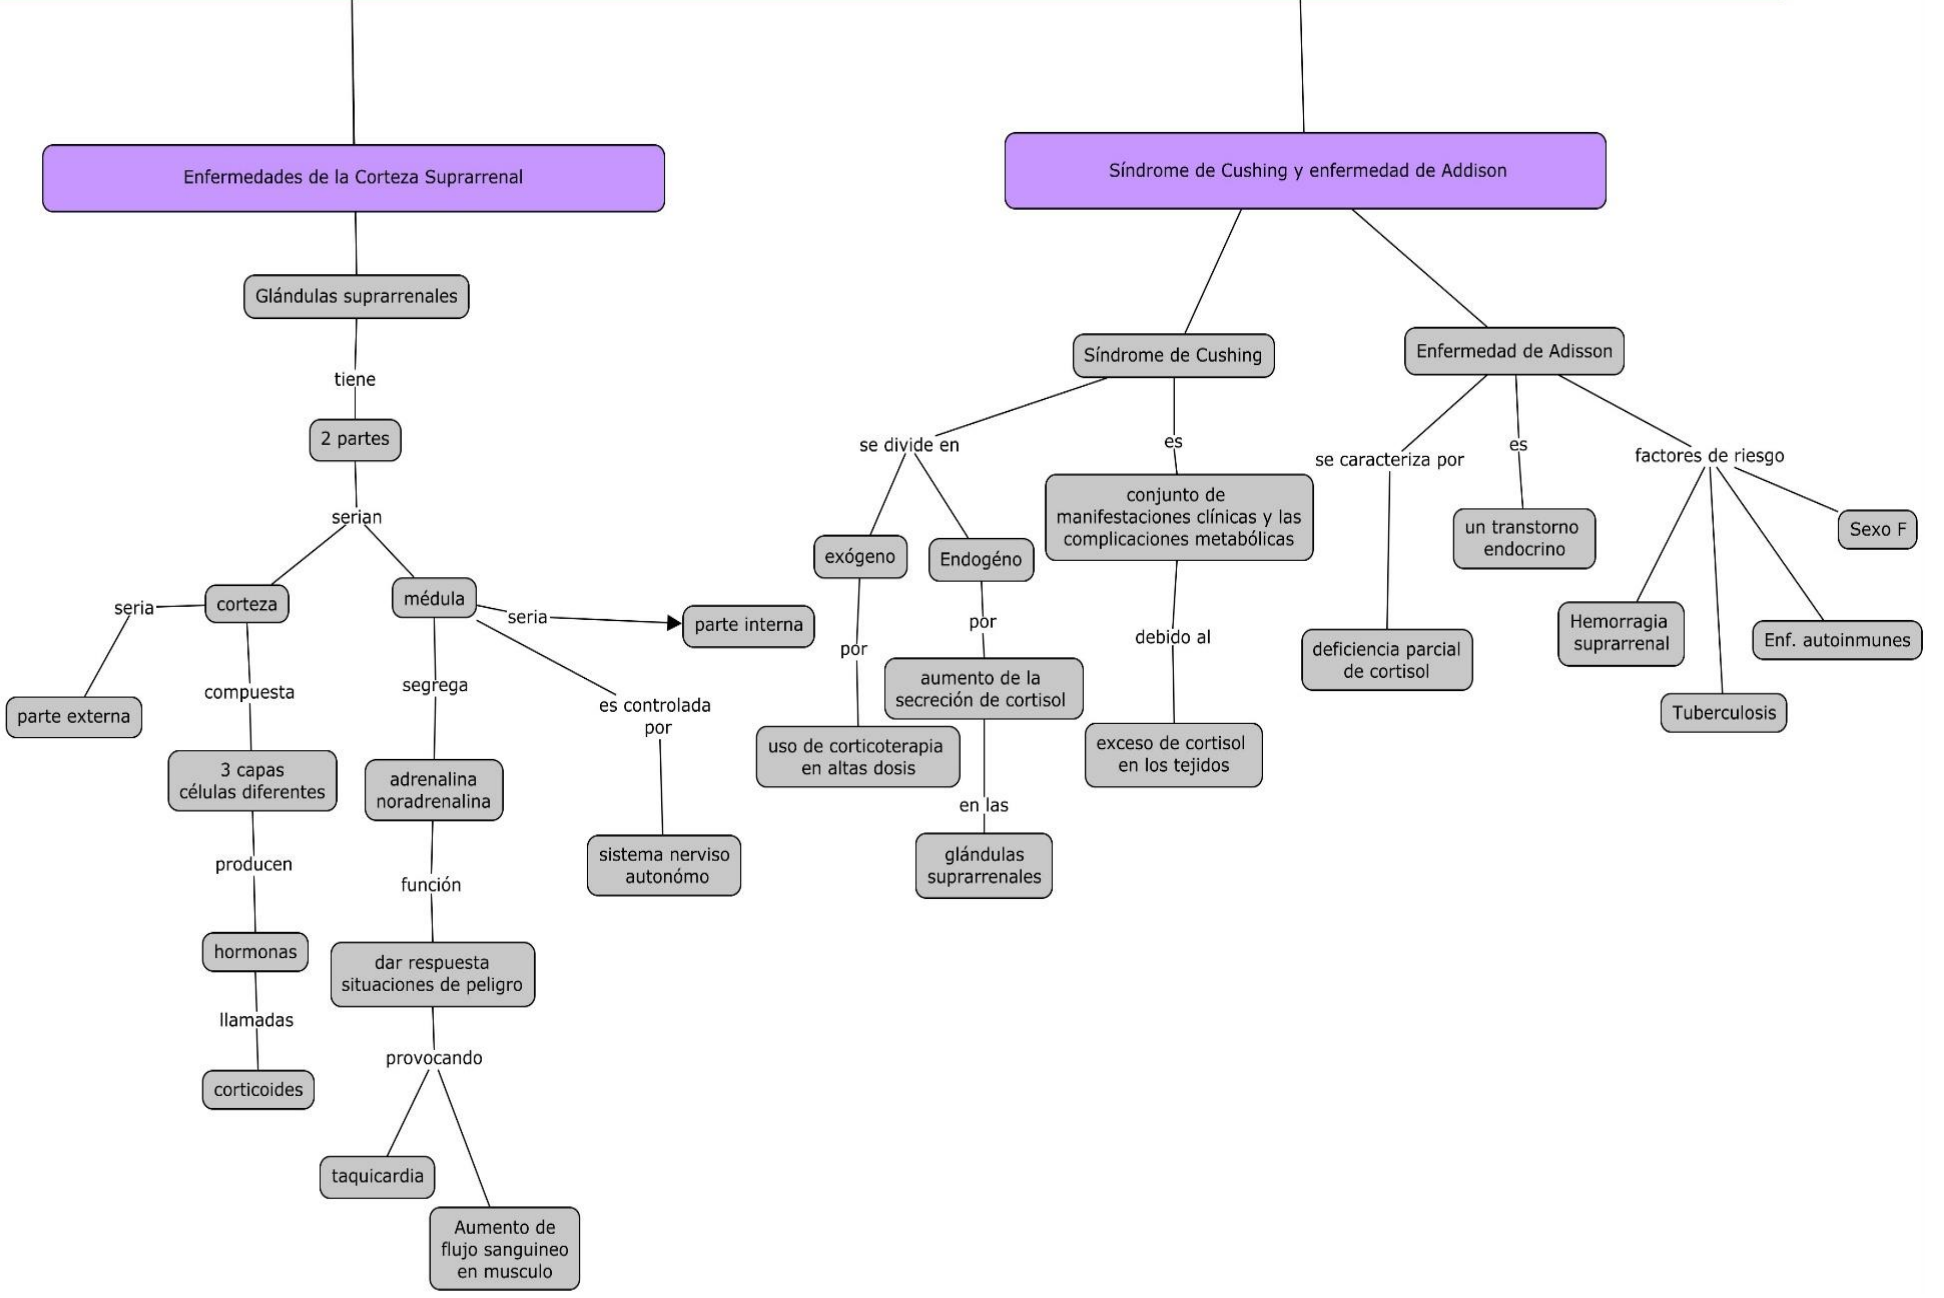 Enfermedades de la Corteza Suprarrenal
Glándulas suprarrenales
tiene
2 partes
serian
corteza
seria
parte externa
compuesta
3 capas
células diferentes
producen
hormonas
llamadas
corticoides
médula
seria
parte interna
segrega
adrenalina
noradrenalina
función
dar respuesta
situaciones de peligro
provocando
taquicardia
Aumento de
flujo sanguineo
en musculo
es controlada
por
sistema nerviso
autonómo
Síndrome de Cushing y enfermedad de Addison
Síndrome de Cushing
se divide en
exógeno
por
uso de corticoterapia
en altas dosis
Endogéno
por
aumento de la
secreción de cortisol
en las
glándulas
suprarrenales
es
conjunto de
manifestaciones clínicas y las
complicaciones metabólicas
debido al
exceso de cortisol
en los tejidos
Enfermedad de Adisson
se caracteriza por
deficiencia parcial
de cortisol
es
un transtorno
endocrino
factores de riesgo
Hemorragia
suprarrenal
Tuberculosis
Enf. autoinmunes
Sexo F